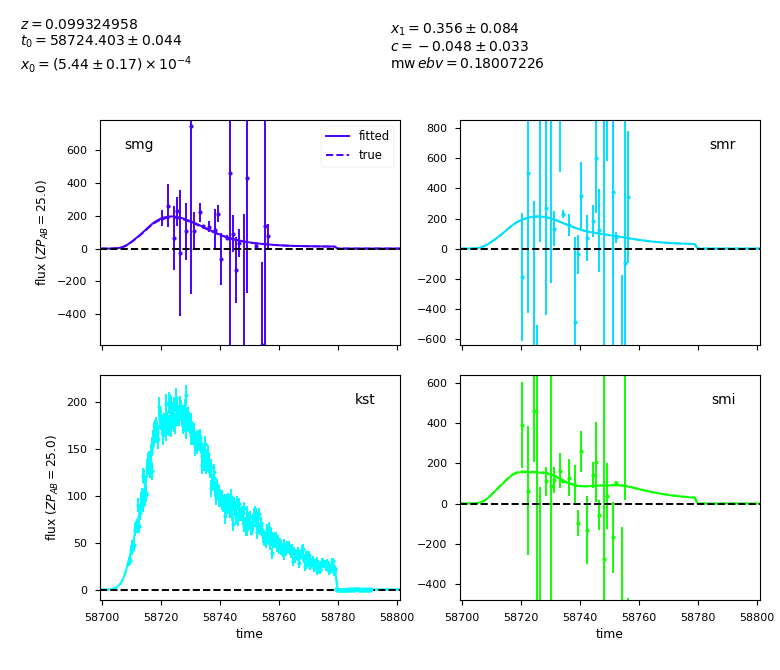 z = 0.099324958
t0 = 58724.403 ± 0.044
x0 = (5.44 ± 0.17) × 10⁻⁴
x1 = 0.356 ± 0.084
c = −0.048 ± 0.033
mw ebv = 0.18007226
smg
fitted
true
600
400
200
0
−200
−400
flux (ZP_AB = 25.0)
smr
800
600
400
200
0
−200
−400
−600
kst
200
150
100
50
0
flux (ZP_AB = 25.0)
58700 58720 58740 58760 58780 58800
time
smi
600
400
200
0
−200
−400
58700 58720 58740 58760 58780 58800
time